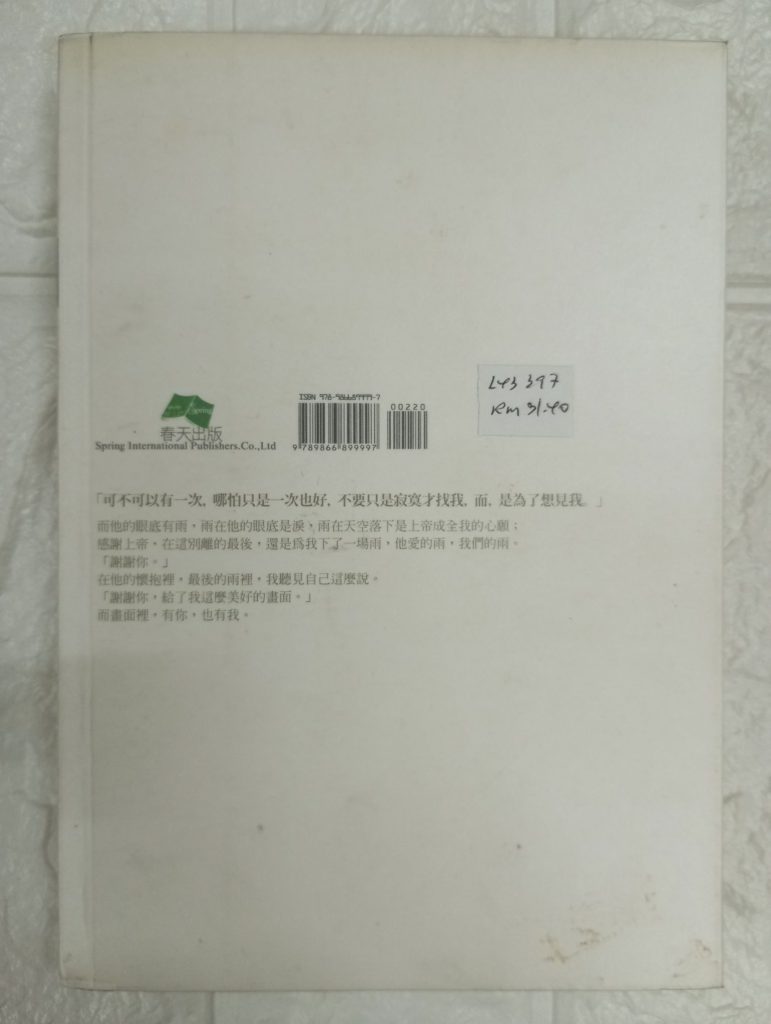 ISBN 978-986689999-7
00220
9 789866 899997
L43 397
RM 31.40
Spring
春天出版
Spring International Publishers.Co.,Ltd
「可不可以有一次, 哪怕只是一次也好, 不要只是寂寞才找我, 而, 是為了想見我。」
而他的眼底有雨，雨在他的眼底是淚，雨在天空落下是上帝成全我的心願；
感謝上帝，在這別離的最後，還是為我下了一場雨，他愛的雨，我們的雨。
「謝謝你。」
在他的懷抱裡，最後的雨裡，我聽見自己這麼說。
「謝謝你，給了我這麼美好的畫面。」
而畫面裡，有你，也有我。